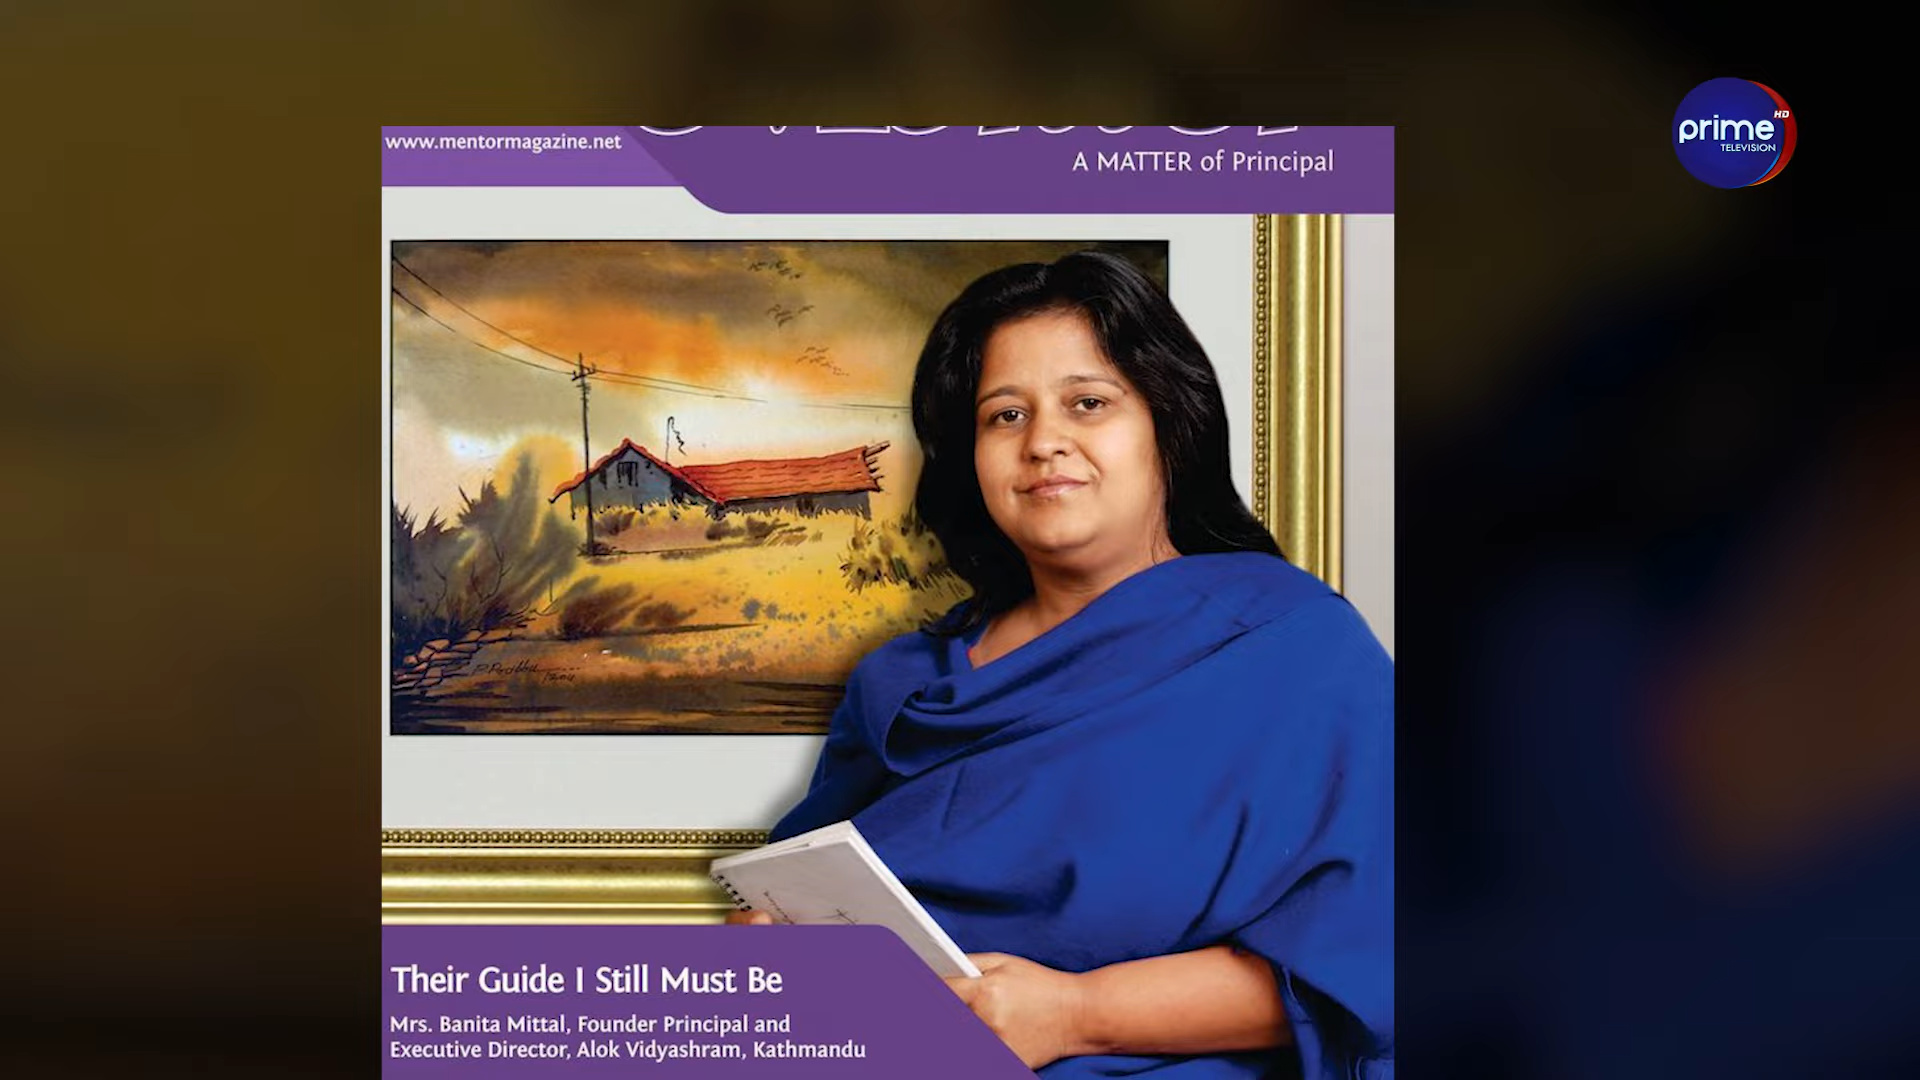 www.mentormagazine.net
A MATTER of Principal
prime HD
TELEVISION
P. Prabhu
Their Guide I Still Must Be
Mrs. Banita Mittal, Founder Principal and
Executive Director, Alok Vidyashram, Kathmandu